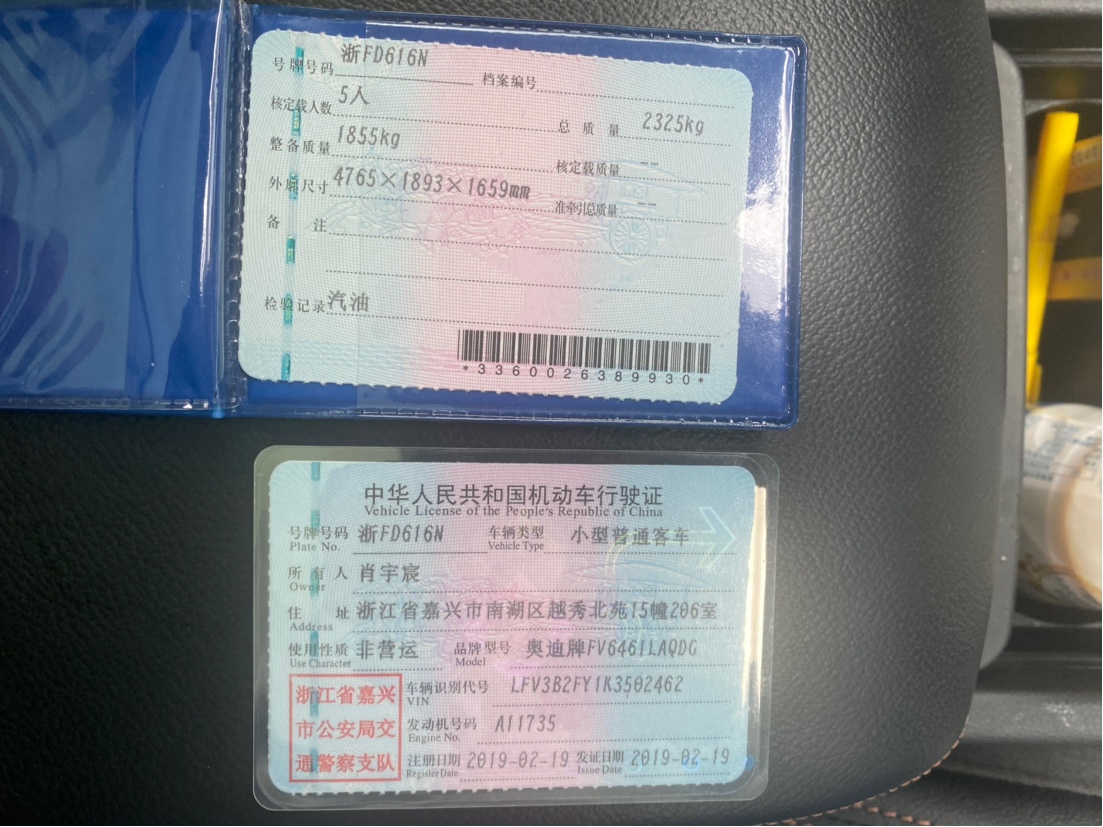 号牌号码 浙FD616N 档案编号
核定载人数 5人 总质量 2325kg
整备质量 1855kg 核定载质量 --
外廓尺寸 4765×1893×1659mm 准牵引总质量 --
备注
检验记录 汽油
*3360026389930*
中华人民共和国机动车行驶证
Vehicle License of the People's Republic of China
号牌号码 浙FD616N 车辆类型 小型普通客车
Plate No. Vehicle Type
所有人 肖宇宸
Owner
住址 浙江省嘉兴市南湖区越秀北苑15幢206室
Address
使用性质 非营运 品牌型号 奥迪牌FV6461LAQDG
Use Character Model
浙江省嘉兴
市公安局交
通警察支队
车辆识别代号 LFV3B2FY1K3502462
VIN
发动机号码 A11735
Engine No.
注册日期 2019-02-19 发证日期 2019-02-19
Register Date Issue Date